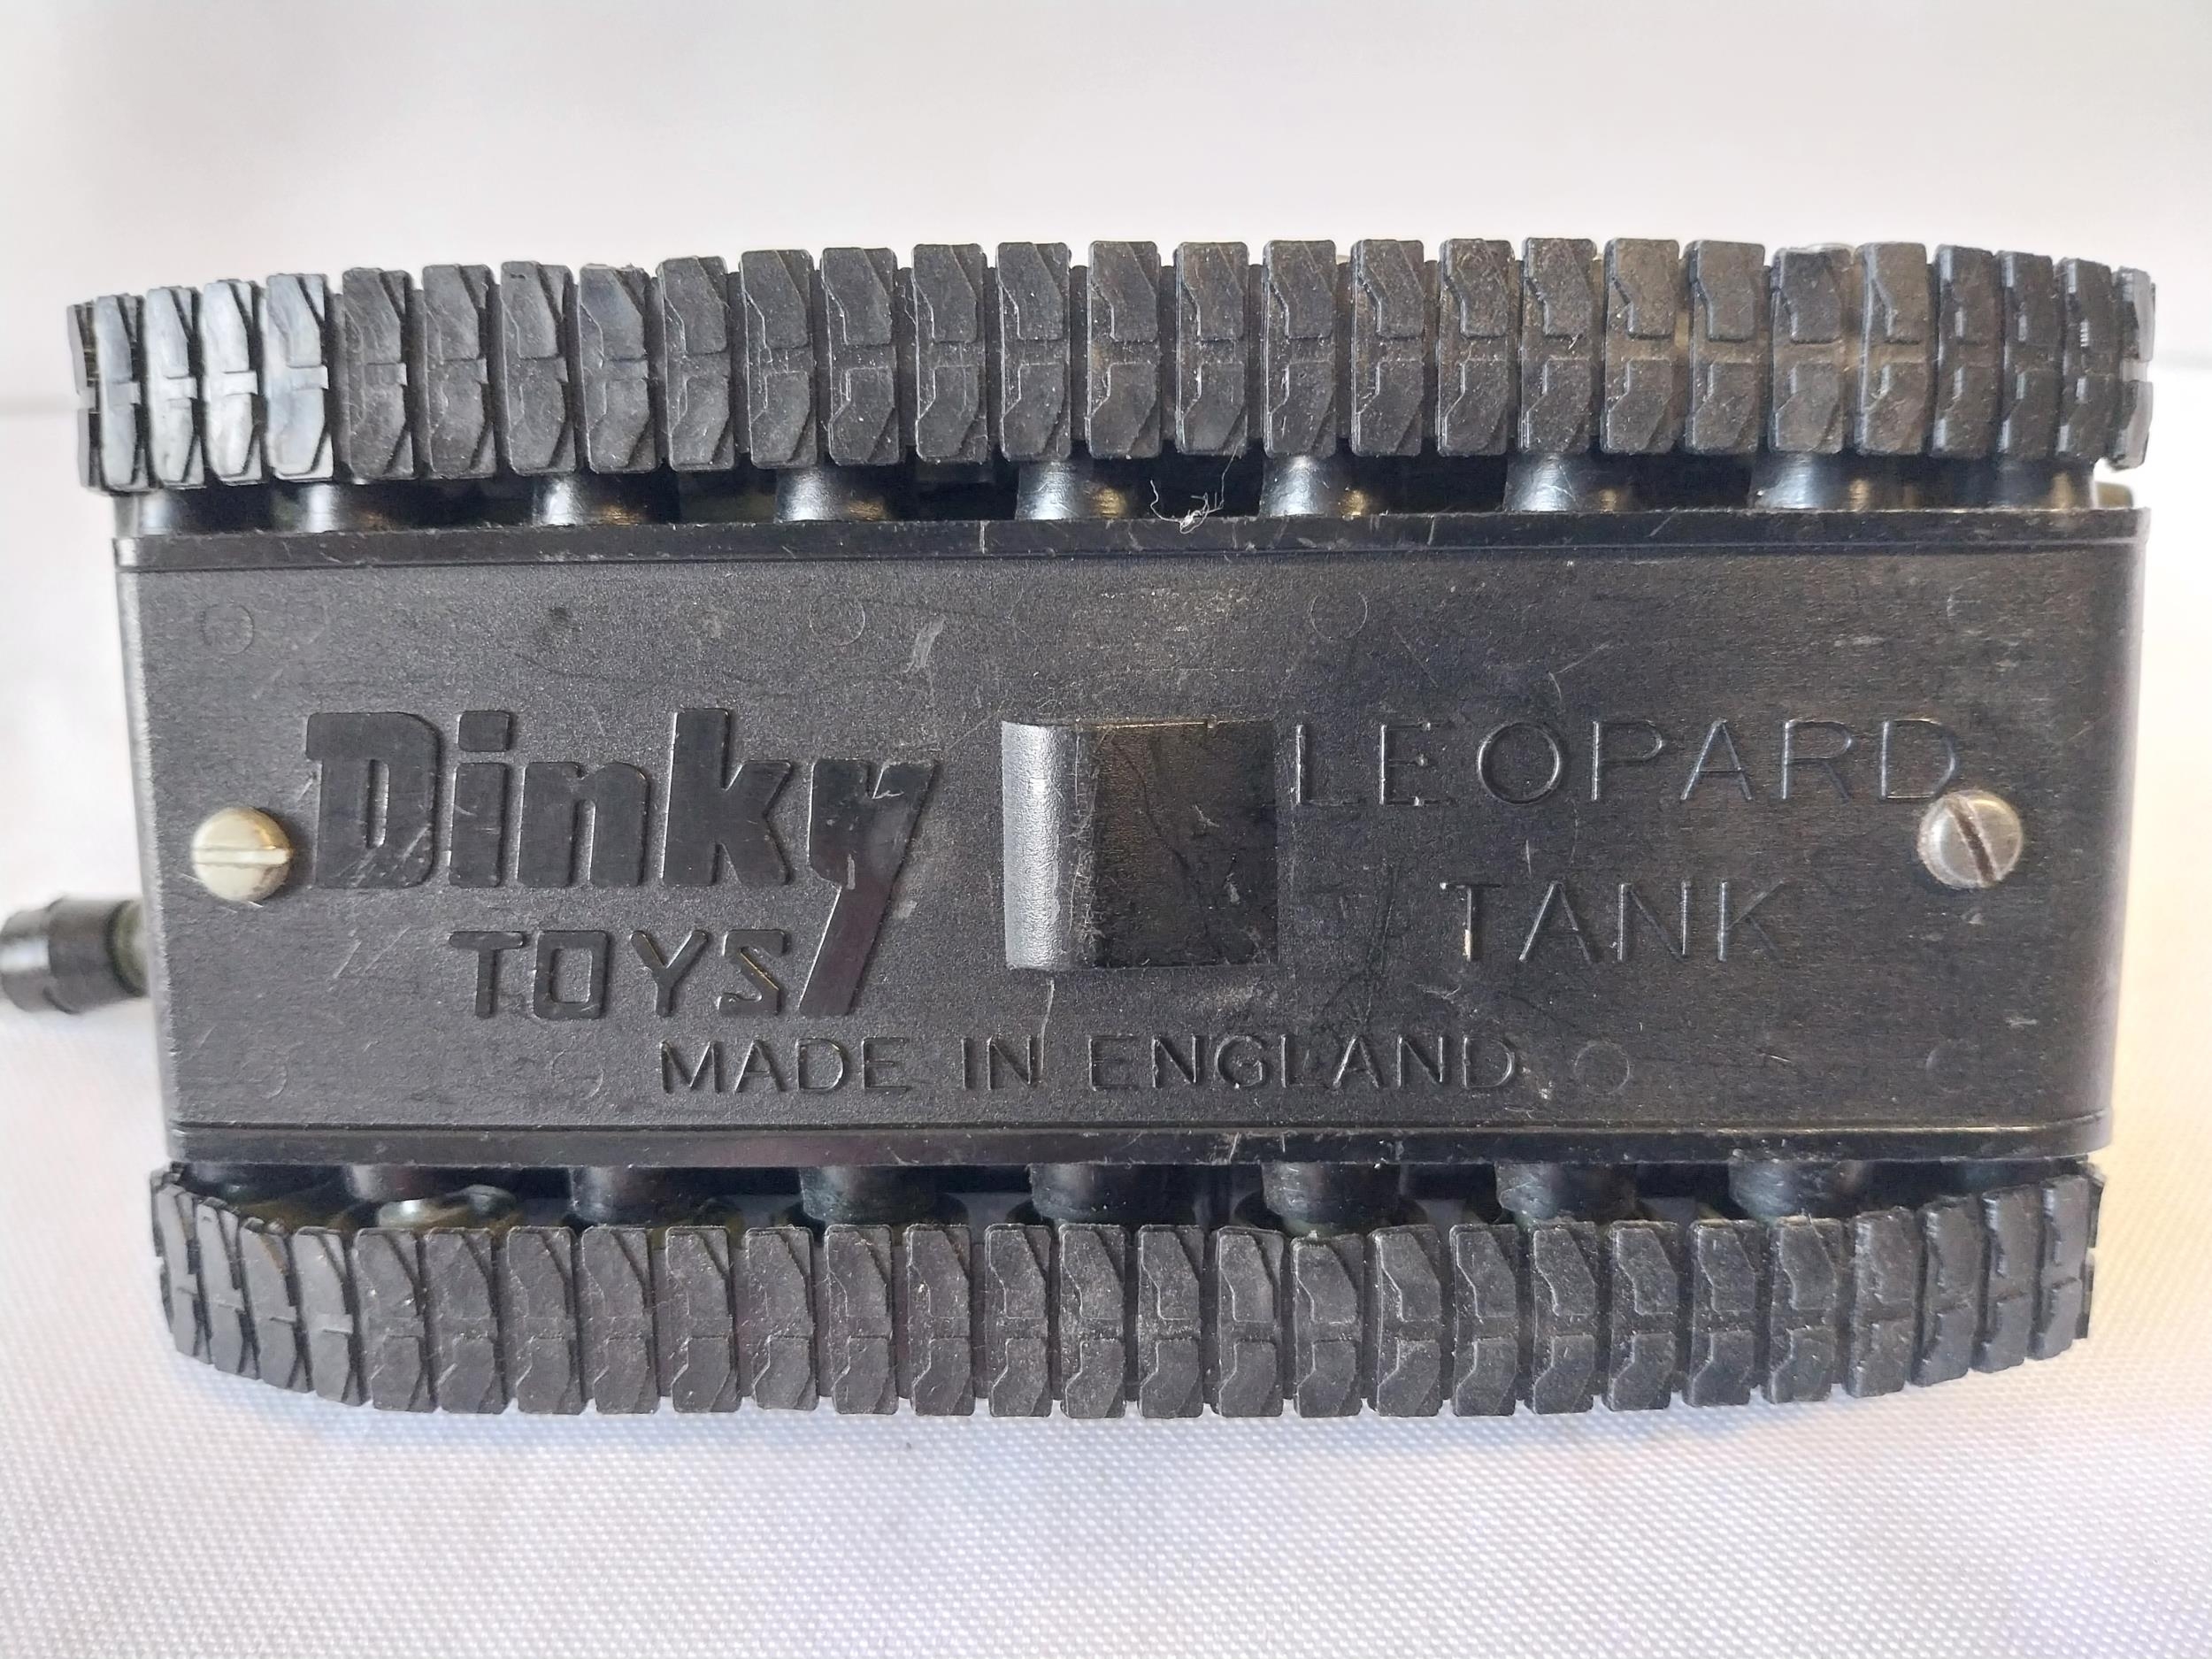 Dinky
TOYS
LEOPARD
TANK
MADE IN ENGLAND